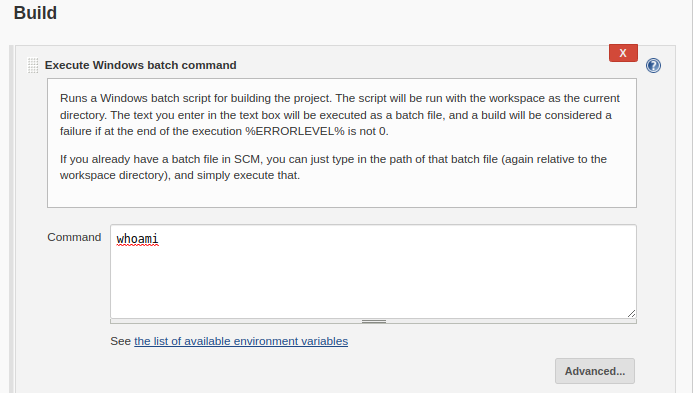 Build
X
Execute Windows batch command
?
Runs a Windows batch script for building the project. The script will be run with the workspace as the current
directory. The text you enter in the text box will be executed as a batch file, and a build will be considered a
failure if at the end of the execution %ERRORLEVEL% is not 0.
If you already have a batch file in SCM, you can just type in the path of that batch file (again relative to the
workspace directory), and simply execute that.
Command
whoami
See the list of available environment variables
Advanced...